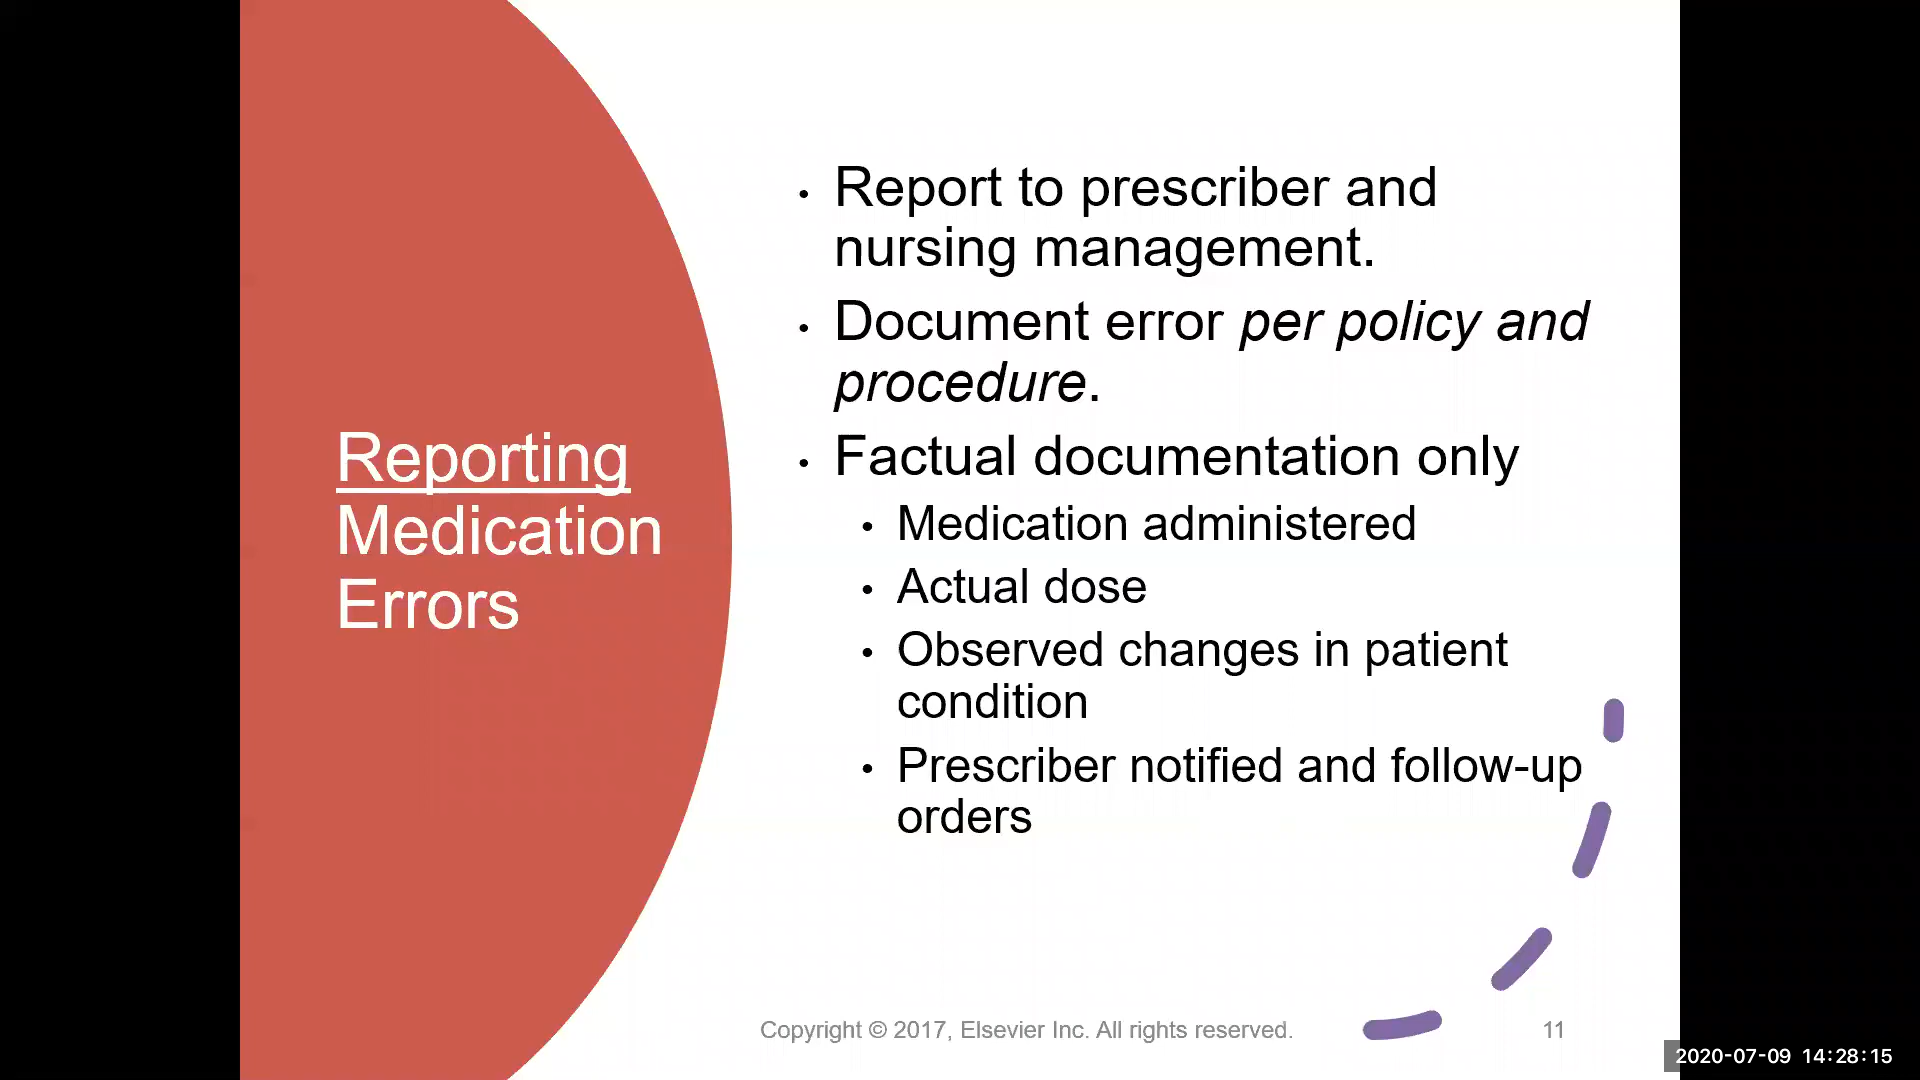 Reporting
Medication
Errors
• Report to prescriber and
nursing management.
• Document error per policy and
procedure.
• Factual documentation only
• Medication administered
• Actual dose
• Observed changes in patient
condition
• Prescriber notified and follow-up
orders
Copyright © 2017, Elsevier Inc. All rights reserved.
11
2020-07-09 14:28:15